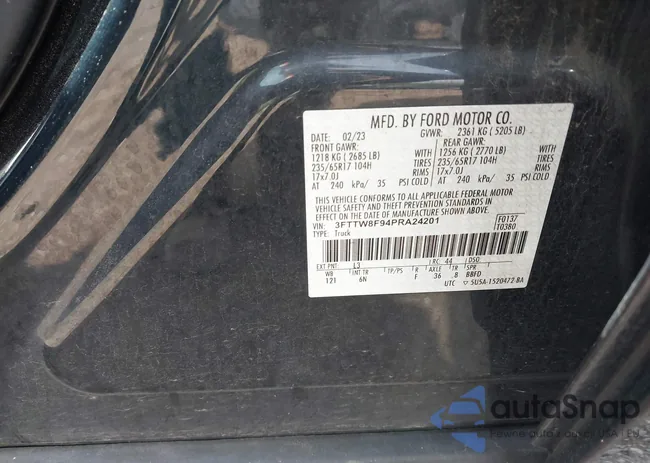 MFD. BY FORD MOTOR CO.
DATE: 02/23 GVWR: 2361 KG ( 5205 LB)
FRONT GAWR: REAR GAWR:
1218 KG ( 2685 LB) WITH 1256 KG ( 2770 LB) WITH
235/65R17 104H TIRES 235/65R17 104H TIRES
17x7.0J RIMS 17x7.0J RIMS
AT 240 kPa/ 35 PSI COLD AT 240 kPa/ 35 PSI COLD
THIS VEHICLE CONFORMS TO ALL APPLICABLE FEDERAL MOTOR
VEHICLE SAFETY AND THEFT PREVENTION STANDARDS IN
EFFECT ON THE DATE OF MANUFACTURE SHOWN ABOVE.
VIN: 3FTTW8F94PRA24201 F0137
TYPE: Truck T0380
EXT PNT: L3 RC: 44 DSO:
WB INT TR TP/PS R AXLE TR SPR
121 6N F 36 .8 BBFD
UTC 5U5A-1520472-BA
autoSnap